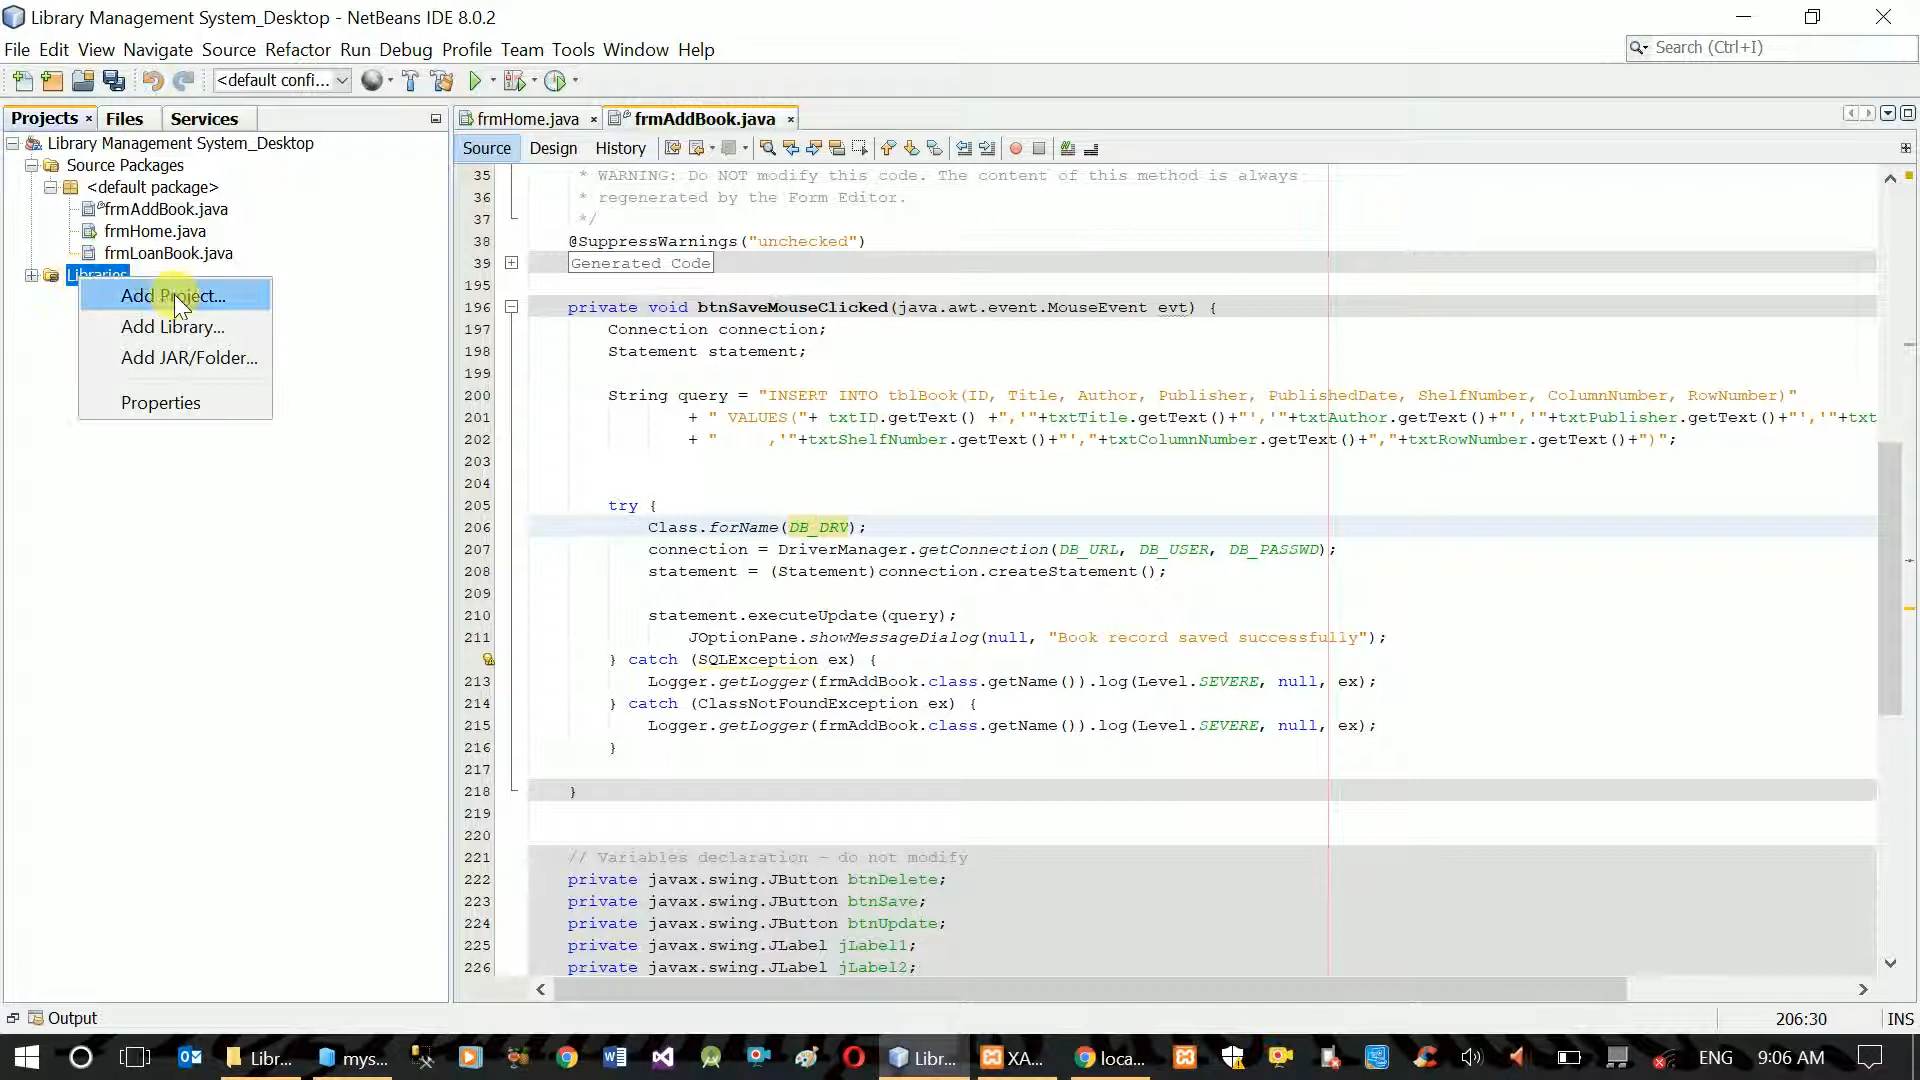 Library Management System_Desktop - NetBeans IDE 8.0.2
File Edit View Navigate Source Refactor Run Debug Profile Team Tools Window Help
Search (Ctrl+I)
<default confi...
Projects Files Services
frmHome.java frmAddBook.java
Library Management System_Desktop
Source Packages
<default package>
frmAddBook.java
frmHome.java
frmLoanBook.java
Libraries
Add Project...
Add Library...
Add JAR/Folder...
Properties
Source Design History
35 * WARNING: Do NOT modify this code. The content of this method is always
36 * regenerated by the Form Editor.
37 */
38 @SuppressWarnings("unchecked")
39 Generated Code
195
196 private void btnSaveMouseClicked(java.awt.event.MouseEvent evt) {
197 Connection connection;
198 Statement statement;
199
200 String query = "INSERT INTO tblBook(ID, Title, Author, Publisher, PublishedDate, ShelfNumber, ColumnNumber, RowNumber)"
201 + " VALUES("+ txtID.getText() +",'"+txtTitle.getText()+"','"+txtAuthor.getText()+"','"+txtPublisher.getText()+"','"+txt
202 + " ,'"+txtShelfNumber.getText()+"',"+txtColumnNumber.getText()+","+txtRowNumber.getText()+")";
203
204
205 try {
206 Class.forName(DB_DRV);
207 connection = DriverManager.getConnection(DB_URL, DB_USER, DB_PASSWD);
208 statement = (Statement)connection.createStatement();
209
210 statement.executeUpdate(query);
211 JOptionPane.showMessageDialog(null, "Book record saved successfully");
} catch (SQLException ex) {
213 Logger.getLogger(frmAddBook.class.getName()).log(Level.SEVERE, null, ex);
214 } catch (ClassNotFoundException ex) {
215 Logger.getLogger(frmAddBook.class.getName()).log(Level.SEVERE, null, ex);
216 }
217
218 }
219
220
221 // Variables declaration - do not modify
222 private javax.swing.JButton btnDelete;
223 private javax.swing.JButton btnSave;
224 private javax.swing.JButton btnUpdate;
225 private javax.swing.JLabel jLabel1;
226 private javax.swing.JLabel jLabel2;
Output
206:30 INS
Libr... mys... Libr... XA... loca... ENG 9:06 AM